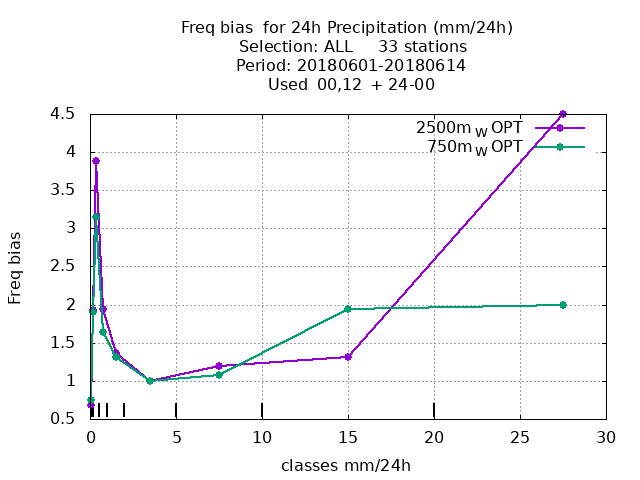 Freq bias  for 24h Precipitation (mm/24h)
Selection: ALL     33 stations
Period: 20180601-20180614
Used  00,12  + 24-00
4.5
4
3.5
3
2.5
2
1.5
1
0.5
Freq bias
2500m W OPT
750m W OPT
0 5 10 15 20 25 30
classes mm/24h